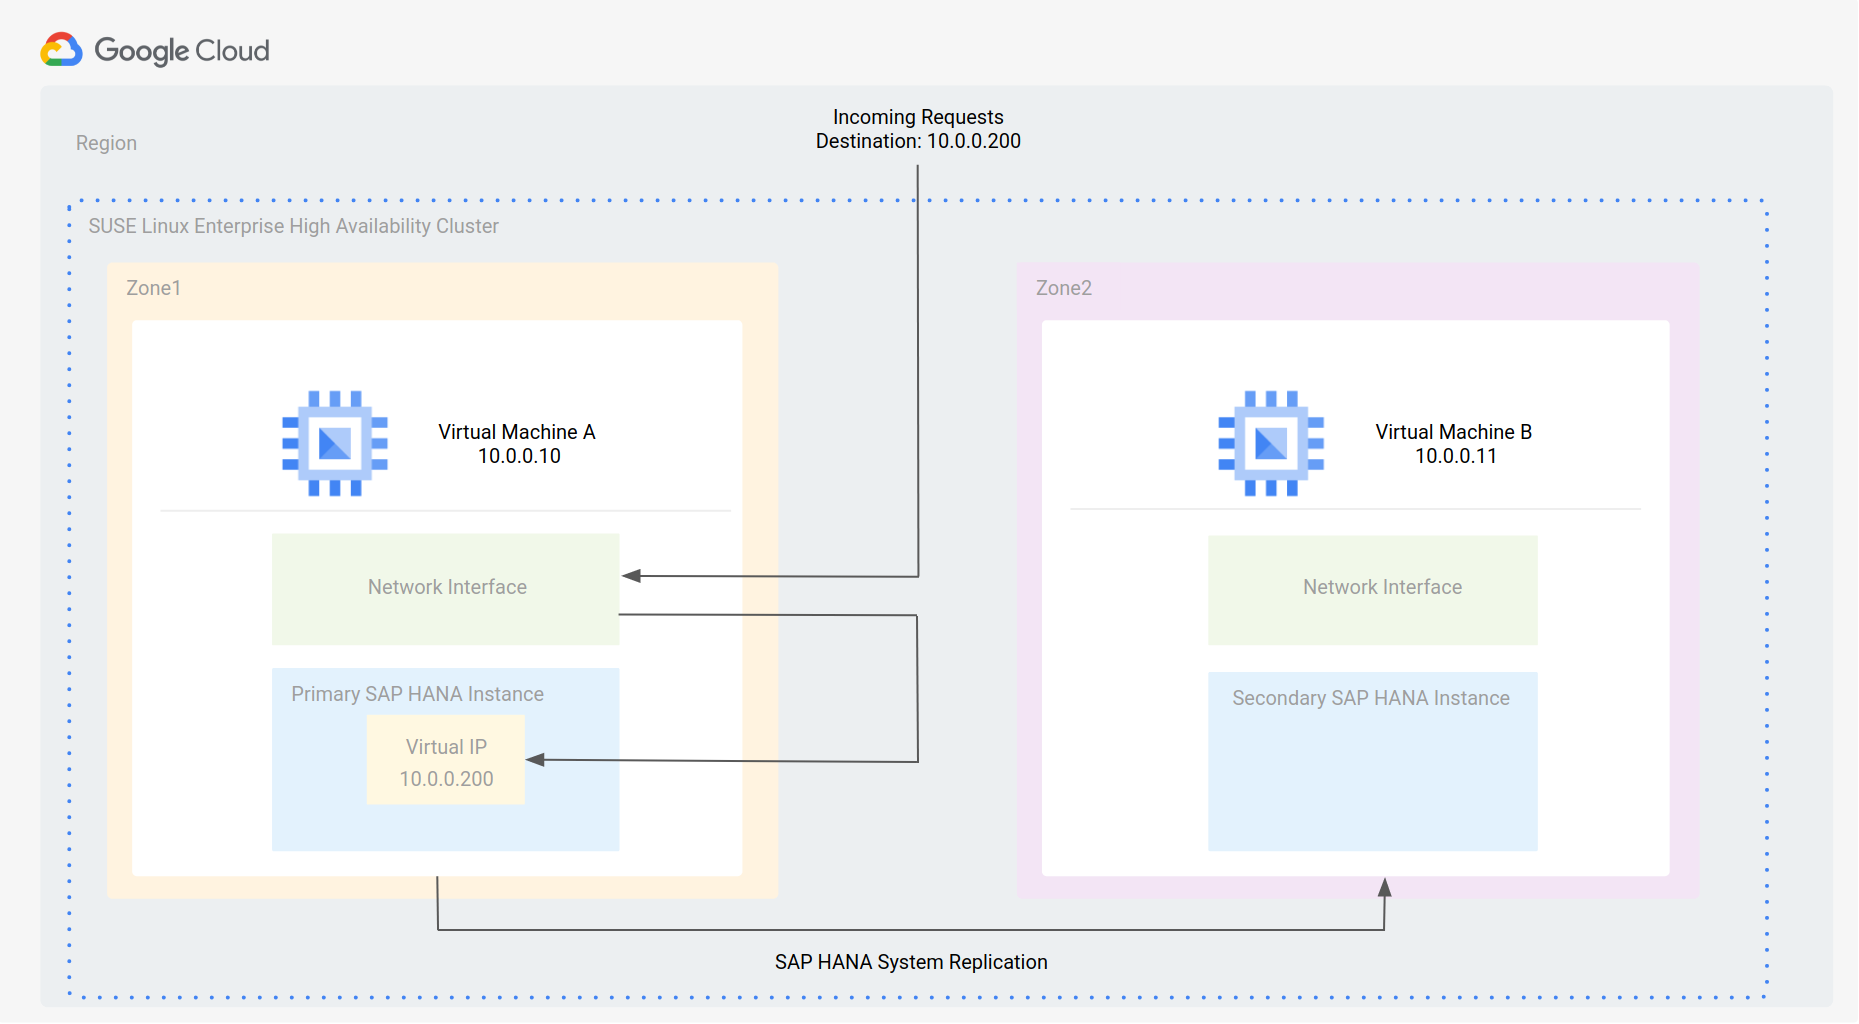 Google Cloud
Incoming Requests
Destination: 10.0.0.200
Region
SUSE Linux Enterprise High Availability Cluster
Zone1
Virtual Machine A
10.0.0.10
Network Interface
Primary SAP HANA Instance
Virtual IP
10.0.0.200
Zone2
Virtual Machine B
10.0.0.11
Network Interface
Secondary SAP HANA Instance
SAP HANA System Replication